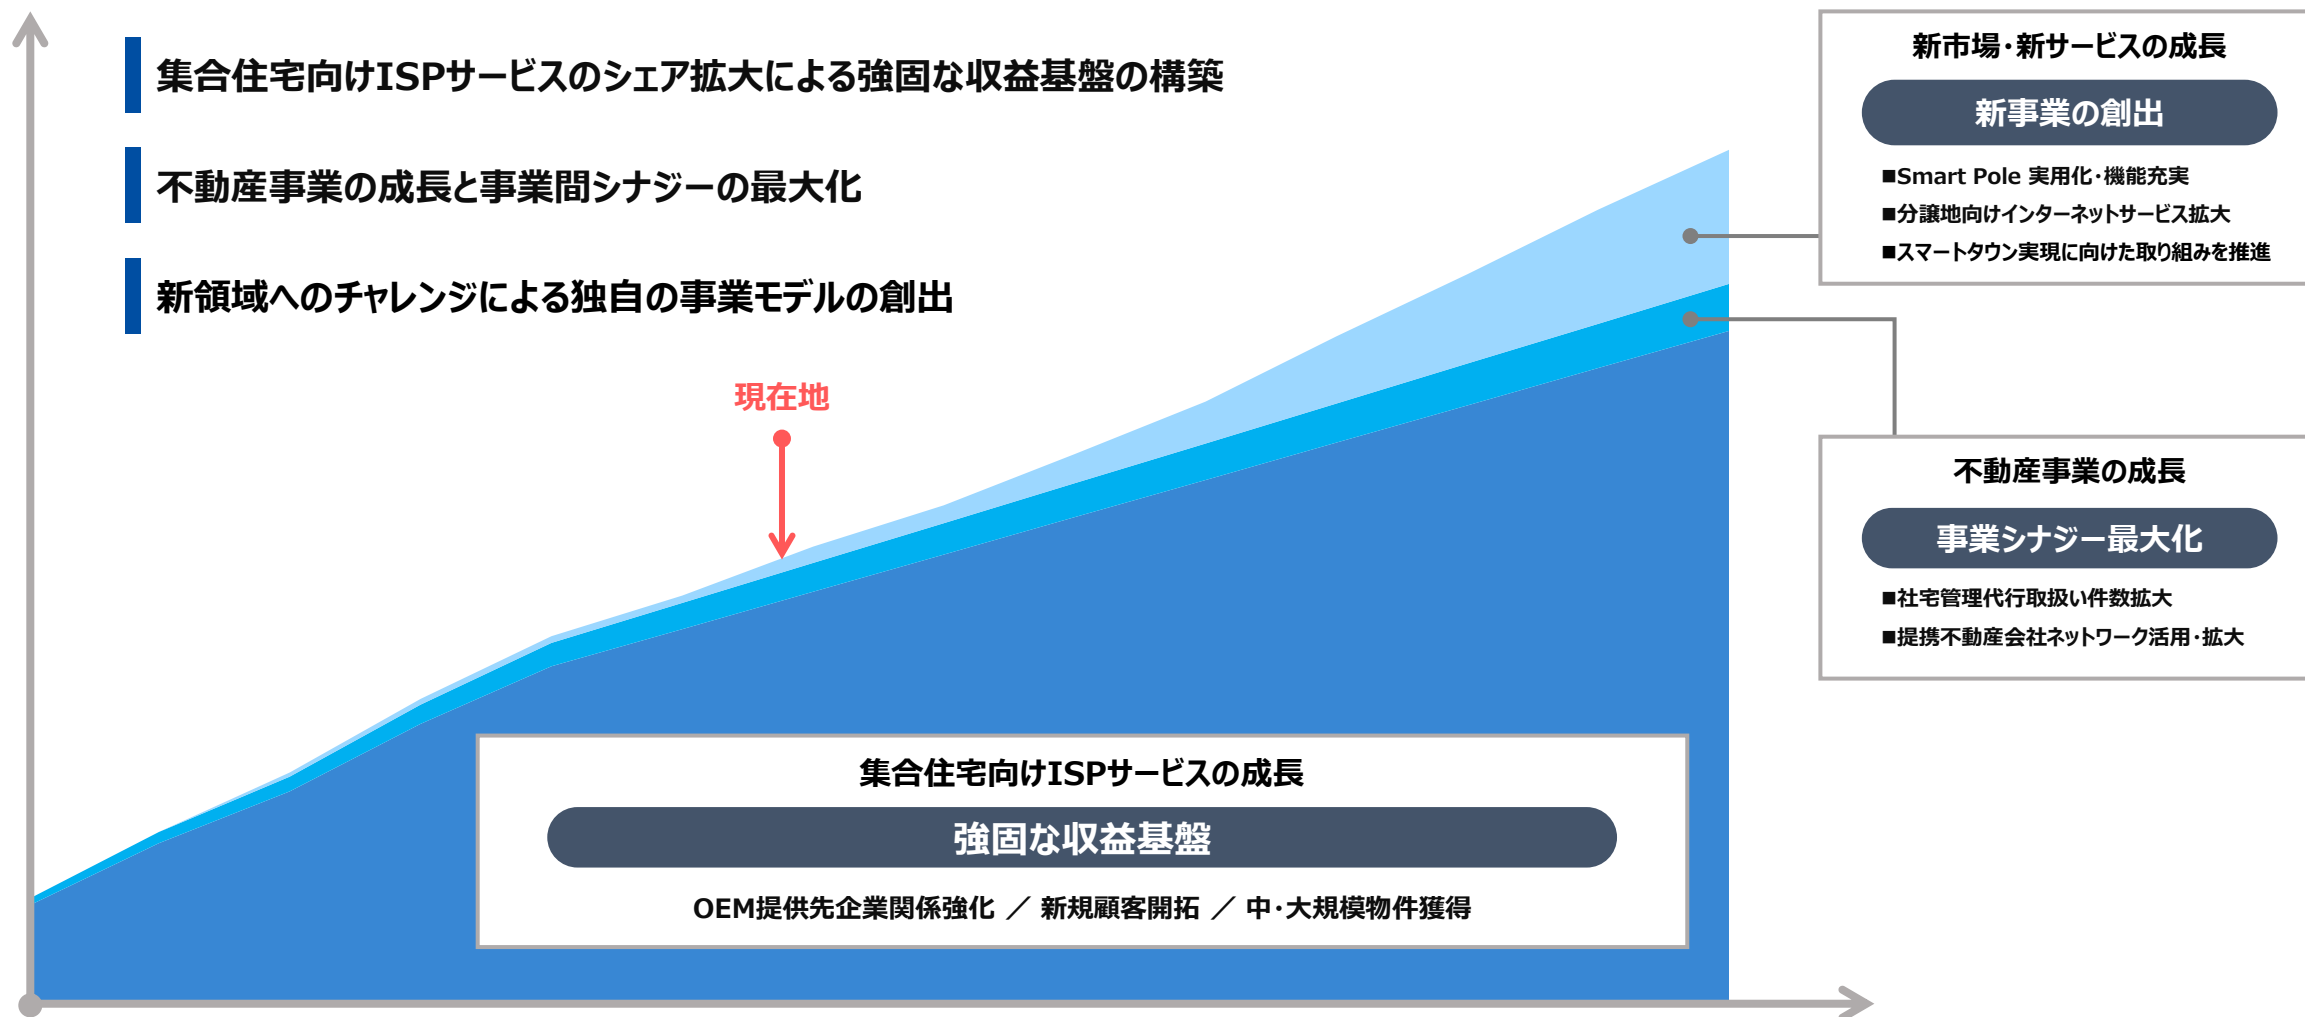 集合住宅向けISPサービスのシェア拡大による強固な収益基盤の構築
不動産事業の成長と事業間シナジーの最大化
新領域へのチャレンジによる独自の事業モデルの創出
現在地
新市場・新サービスの成長
新事業の創出
■Smart Pole 実用化・機能充実
■分譲地向けインターネットサービス拡大
■スマートタウン実現に向けた取り組みを推進
不動産事業の成長
事業シナジー最大化
■社宅管理代行取扱い件数拡大
■提携不動産会社ネットワーク活用・拡大
集合住宅向けISPサービスの成長
強固な収益基盤
OEM提供先企業関係強化 ／ 新規顧客開拓 ／ 中・大規模物件獲得